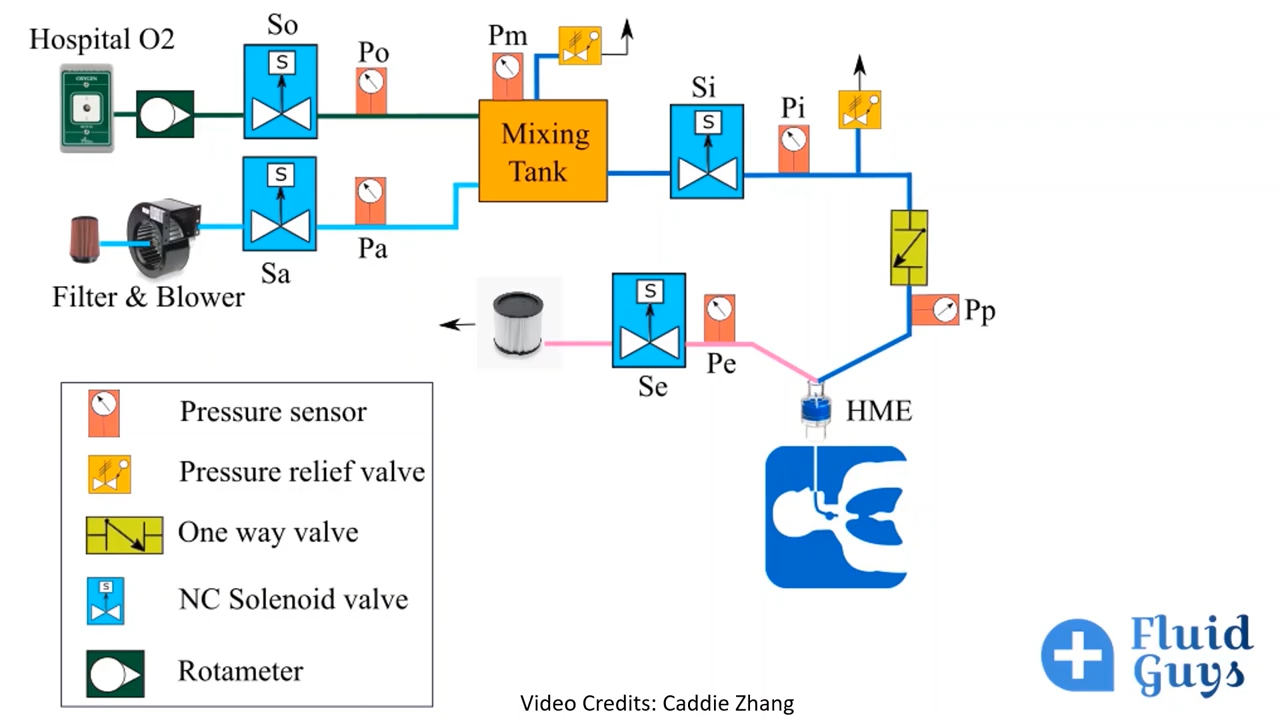 Hospital O2
So
Po
Pm
S
Mixing
Tank
Si
S
Pi
S
Pa
Sa
Filter & Blower
Pp
S
Pe
Se
HME
Pressure sensor
Pressure relief valve
One way valve
S
NC Solenoid valve
Rotameter
Fluid
Guys
Video Credits: Caddie Zhang